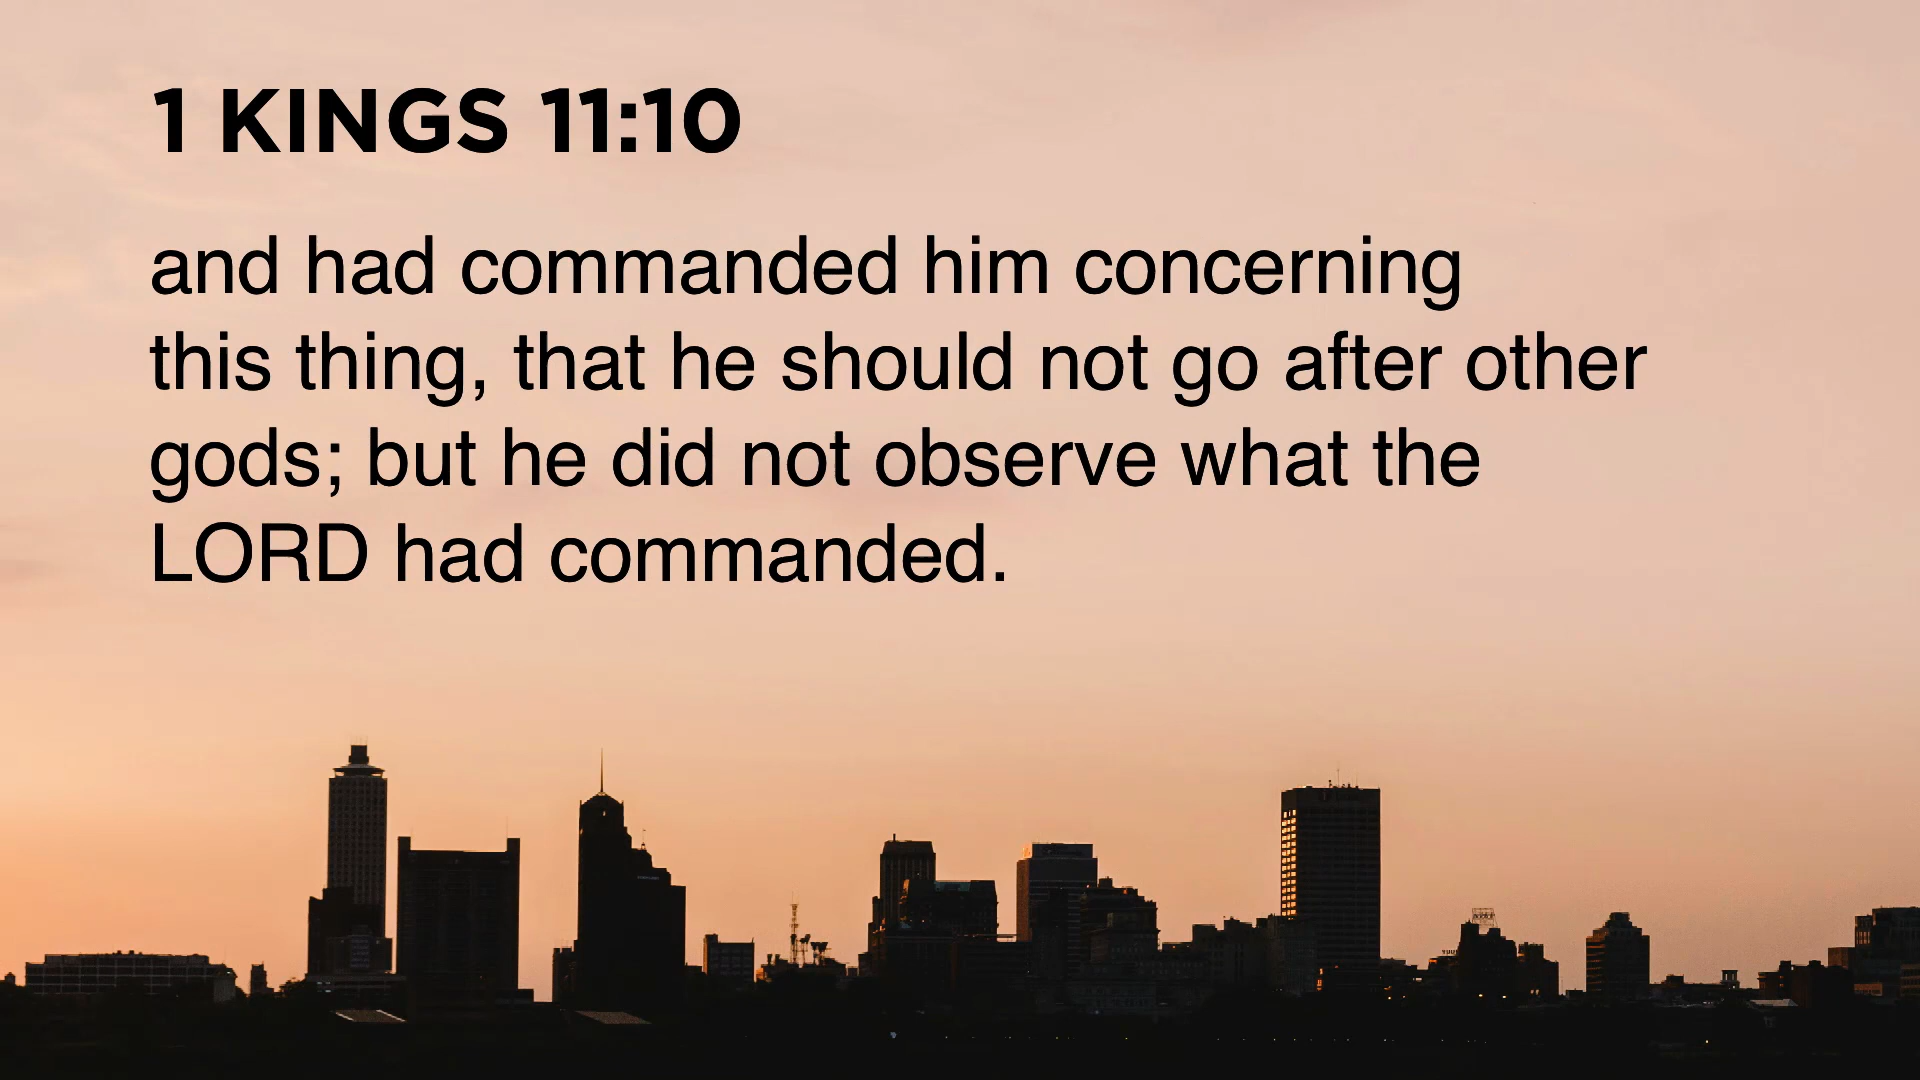 1 KINGS 11:10
and had commanded him concerning
this thing, that he should not go after other
gods; but he did not observe what the
LORD had commanded.